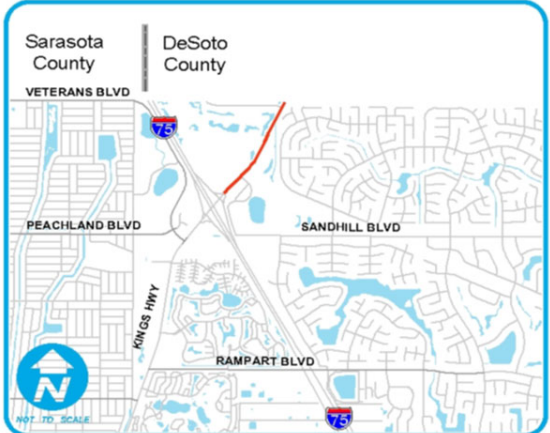 Sarasota
County
DeSoto
County
VETERANS BLVD
75
PEACHLAND BLVD
SANDHILL BLVD
KINGS HWY
RAMPART BLVD
N
NOT TO SCALE
75